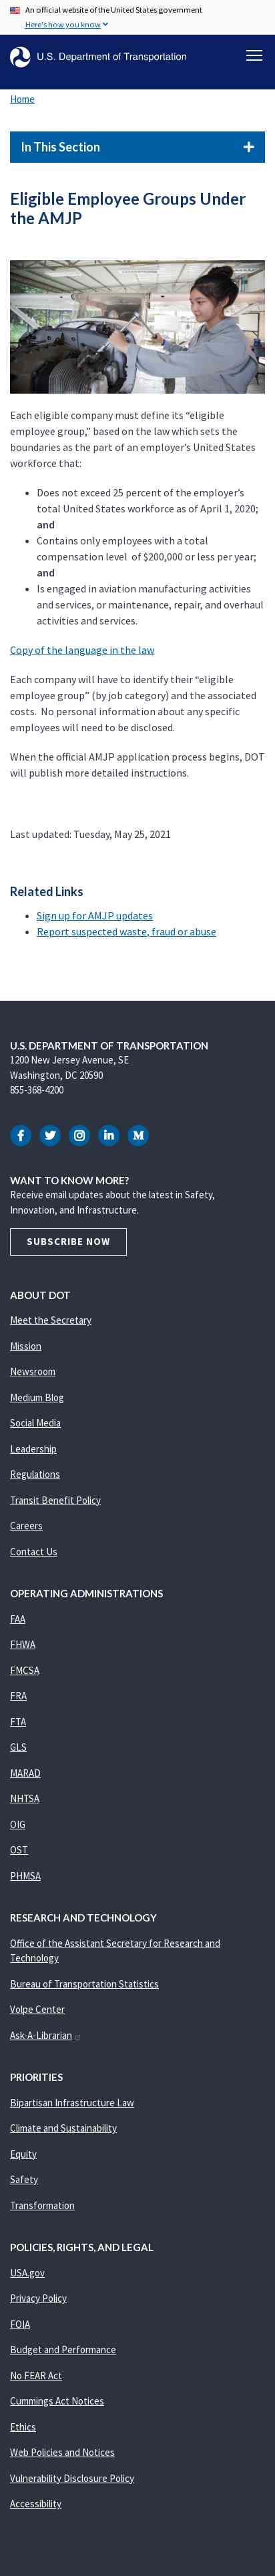 An official website of the United States government
Here's how you know
U.S. Department of Transportation
Home
In This Section
Eligible Employee Groups Under
the AMJP
Each eligible company must define its “eligible
employee group,” based on the law which sets the
boundaries as the part of an employer’s United States
workforce that:
• Does not exceed 25 percent of the employer’s
total United States workforce as of April 1, 2020;
and
• Contains only employees with a total
compensation level of $200,000 or less per year;
and
• Is engaged in aviation manufacturing activities
and services, or maintenance, repair, and overhaul
activities and services.
Copy of the language in the law
Each company will have to identify their “eligible
employee group” (by job category) and the associated
costs. No personal information about any specific
employees will need to be disclosed.
When the official AMJP application process begins, DOT
will publish more detailed instructions.
Last updated: Tuesday, May 25, 2021
Related Links
• Sign up for AMJP updates
• Report suspected waste, fraud or abuse
U.S. DEPARTMENT OF TRANSPORTATION
1200 New Jersey Avenue, SE
Washington, DC 20590
855-368-4200
WANT TO KNOW MORE?
Receive email updates about the latest in Safety,
Innovation, and Infrastructure.
SUBSCRIBE NOW
ABOUT DOT
Meet the Secretary
Mission
Newsroom
Medium Blog
Social Media
Leadership
Regulations
Transit Benefit Policy
Careers
Contact Us
OPERATING ADMINISTRATIONS
FAA
FHWA
FMCSA
FRA
FTA
GLS
MARAD
NHTSA
OIG
OST
PHMSA
RESEARCH AND TECHNOLOGY
Office of the Assistant Secretary for Research and
Technology
Bureau of Transportation Statistics
Volpe Center
Ask-A-Librarian
PRIORITIES
Bipartisan Infrastructure Law
Climate and Sustainability
Equity
Safety
Transformation
POLICIES, RIGHTS, AND LEGAL
USA.gov
Privacy Policy
FOIA
Budget and Performance
No FEAR Act
Cummings Act Notices
Ethics
Web Policies and Notices
Vulnerability Disclosure Policy
Accessibility